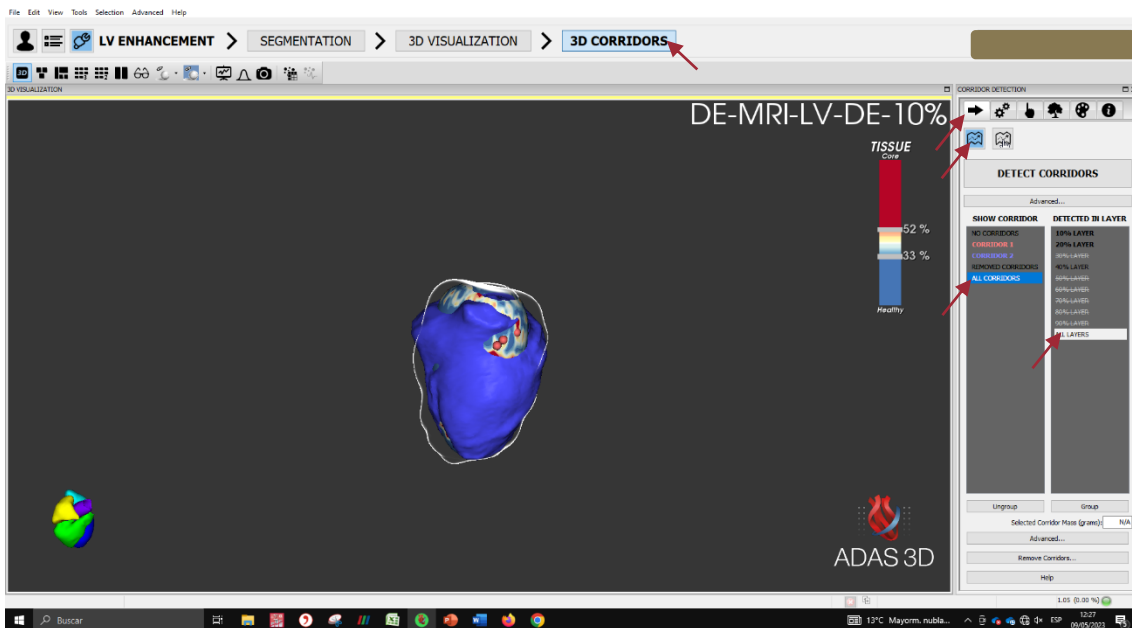 File Edit View Tools Selection Advanced Help
LV ENHANCEMENT > SEGMENTATION > 3D VISUALIZATION > 3D CORRIDORS
3D
3D VISUALIZATION
CORRIDOR DETECTION
DE-MRI-LV-DE-10%
TISSUE
Core
52 %
33 %
Healthy
DETECT CORRIDORS
Advanced...
SHOW CORRIDOR DETECTED IN LAYER
NO CORRIDORS 10% LAYER
CORRIDOR 1 20% LAYER
CORRIDOR 2 30% LAYER
REMOVED CORRIDORS 40% LAYER
ALL CORRIDORS 50% LAYER
60% LAYER
70% LAYER
80% LAYER
90% LAYER
ALL LAYERS
Ungroup Group
Selected Corridor Mass (grams): N/A
Advanced...
Remove Corridors...
Help
ADAS 3D
1.05 (0.00 %)
Buscar
13°C Mayorm. nubla...
ESP
12:27
09/05/2023